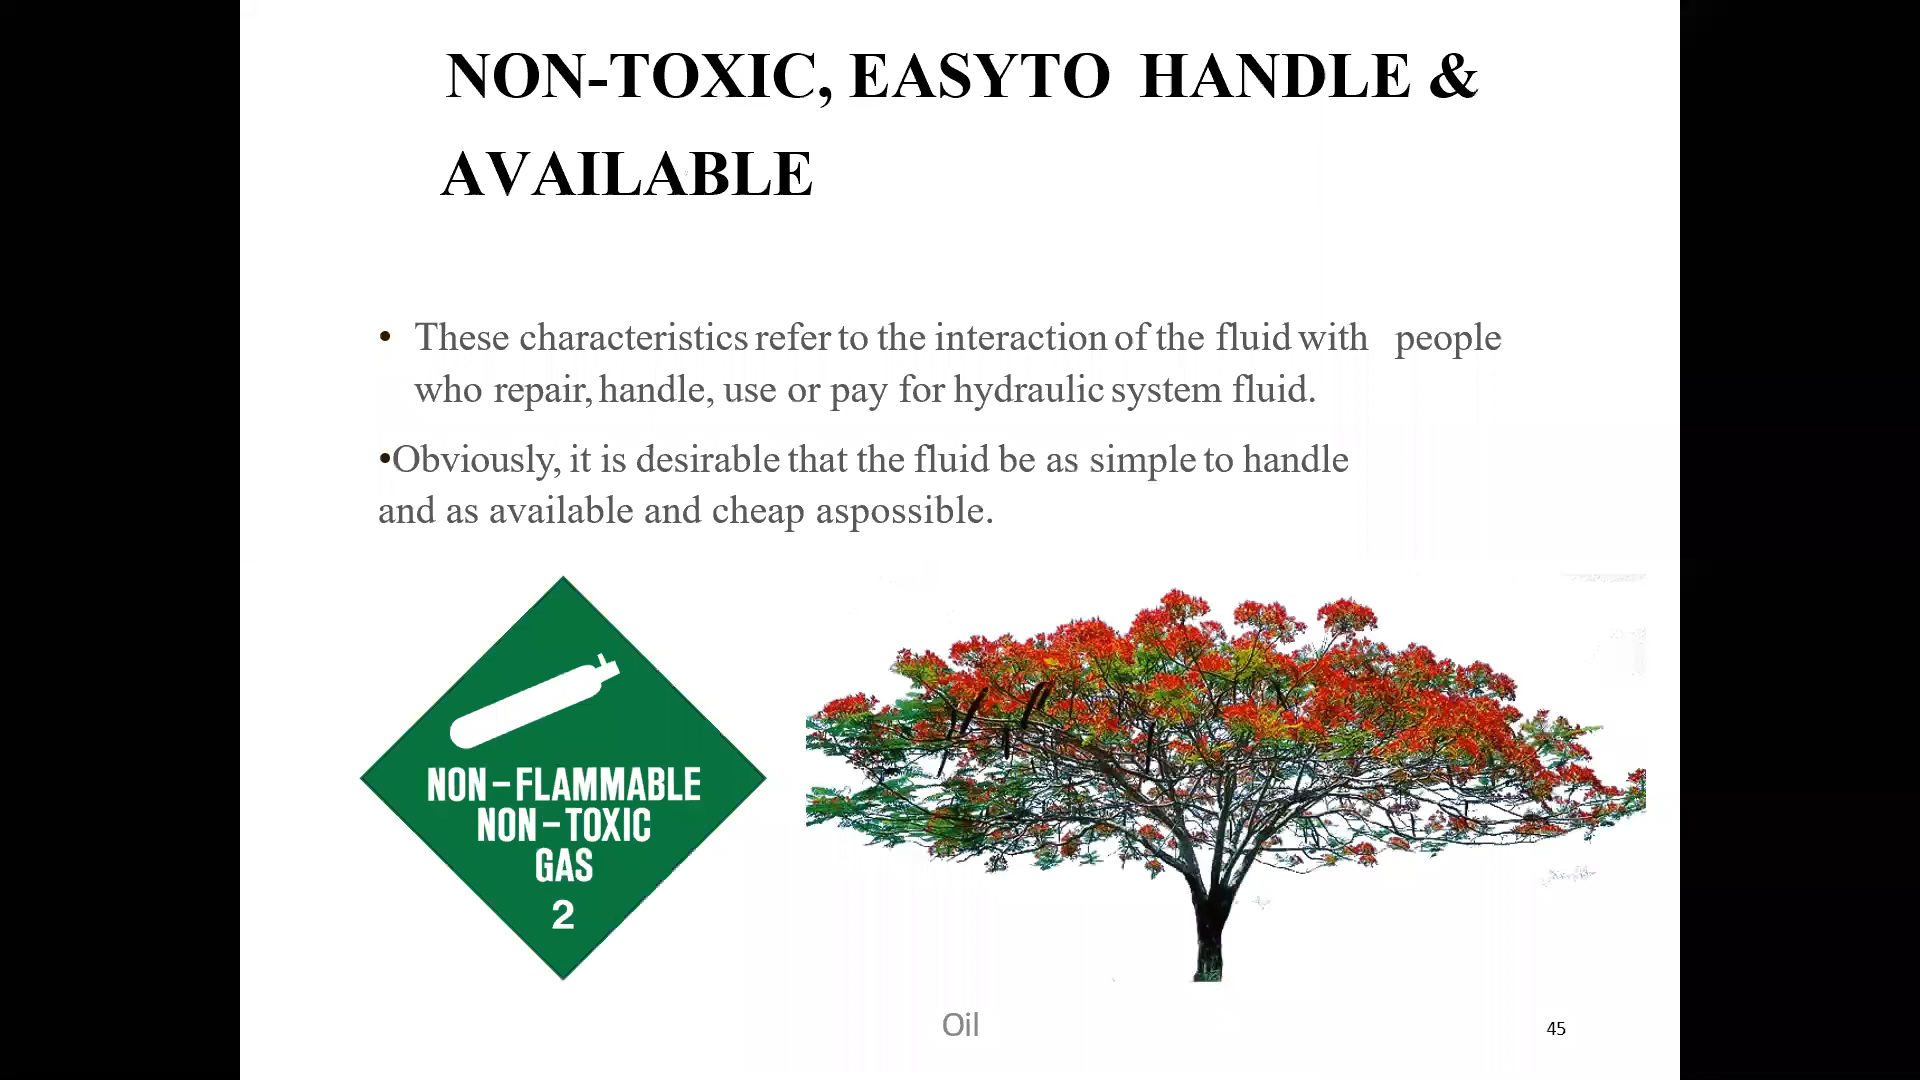 NON-TOXIC, EASYTO HANDLE &
AVAILABLE
• These characteristics refer to the interaction of the fluid with people
who repair, handle, use or pay for hydraulic system fluid.
•Obviously, it is desirable that the fluid be as simple to handle
and as available and cheap aspossible.
NON-FLAMMABLE
NON-TOXIC
GAS
2
Oil
45